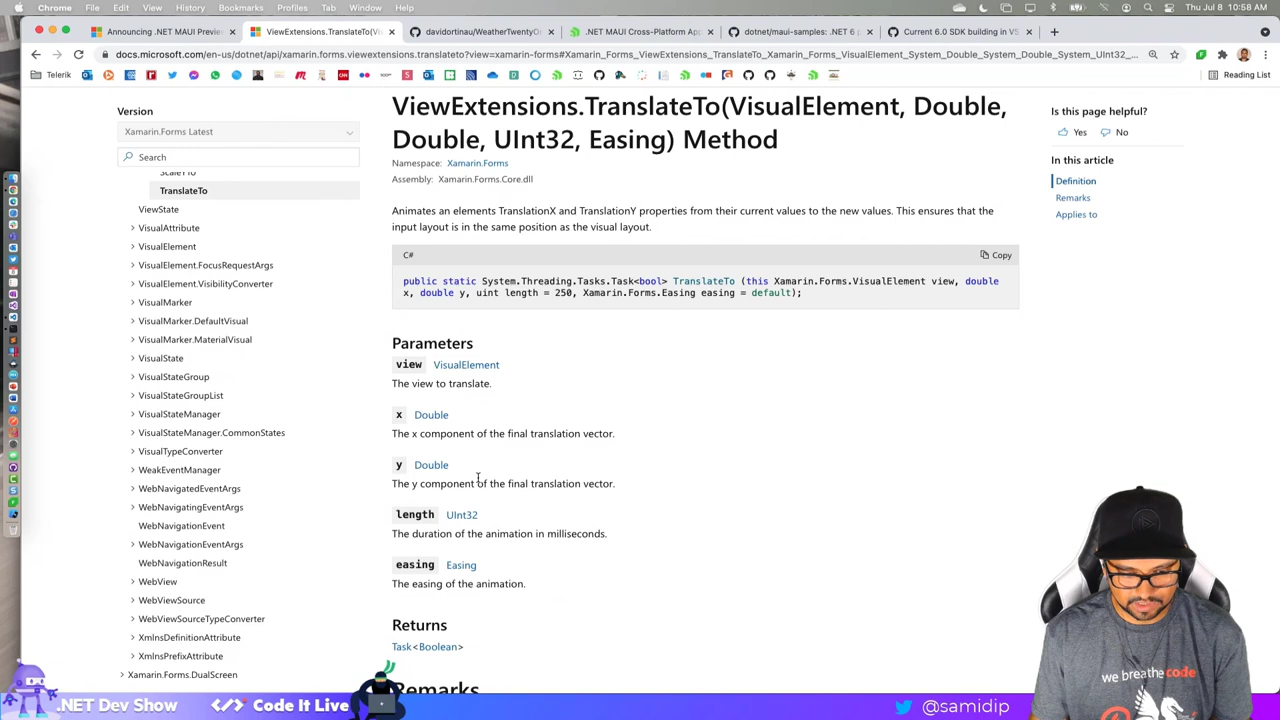 Chrome File Edit View History Bookmarks Profiles Tab Window Help Thu Jul 8 10:58 AM
Announcing .NET MAUI Preview ViewExtensions.TranslateTo(Vi davidortinau/WeatherTwentyO .NET MAUI Cross-Platform Ap dotnet/maui-samples: .NET 6 p Current 6.0 SDK building in VS
docs.microsoft.com/en-us/dotnet/api/xamarin.forms.viewextensions.translateto?view=xamarin-forms#Xamarin_Forms_ViewExtensions_TranslateTo_Xamarin_Forms_VisualElement_System_Double_System_Double_System_UInt32_...
Telerik Reading List
Version
Xamarin.Forms Latest
Search
ScaleYTo
TranslateTo
ViewState
VisualAttribute
VisualElement
VisualElement.FocusRequestArgs
VisualElement.VisibilityConverter
VisualMarker
VisualMarker.DefaultVisual
VisualMarker.MaterialVisual
VisualState
VisualStateGroup
VisualStateGroupList
VisualStateManager
VisualStateManager.CommonStates
VisualTypeConverter
WeakEventManager
WebNavigatedEventArgs
WebNavigatingEventArgs
WebNavigationEvent
WebNavigationEventArgs
WebNavigationResult
WebView
WebViewSource
WebViewSourceTypeConverter
XmlnsDefinitionAttribute
XmlnsPrefixAttribute
Xamarin.Forms.DualScreen
ViewExtensions.TranslateTo(VisualElement, Double,
Double, UInt32, Easing) Method
Namespace: Xamarin.Forms
Assembly: Xamarin.Forms.Core.dll
Animates an elements TranslationX and TranslationY properties from their current values to the new values. This ensures that the
input layout is in the same position as the visual layout.
C# Copy
public static System.Threading.Tasks.Task<bool> TranslateTo (this Xamarin.Forms.VisualElement view, double
x, double y, uint length = 250, Xamarin.Forms.Easing easing = default);
Parameters
view VisualElement
The view to translate.
x Double
The x component of the final translation vector.
y Double
The y component of the final translation vector.
length UInt32
The duration of the animation in milliseconds.
easing Easing
The easing of the animation.
Returns
Task<Boolean>
Remarks
Is this page helpful?
Yes No
In this article
Definition
Remarks
Applies to
we breathe code
.NET Dev Show </> Code It Live @samidip